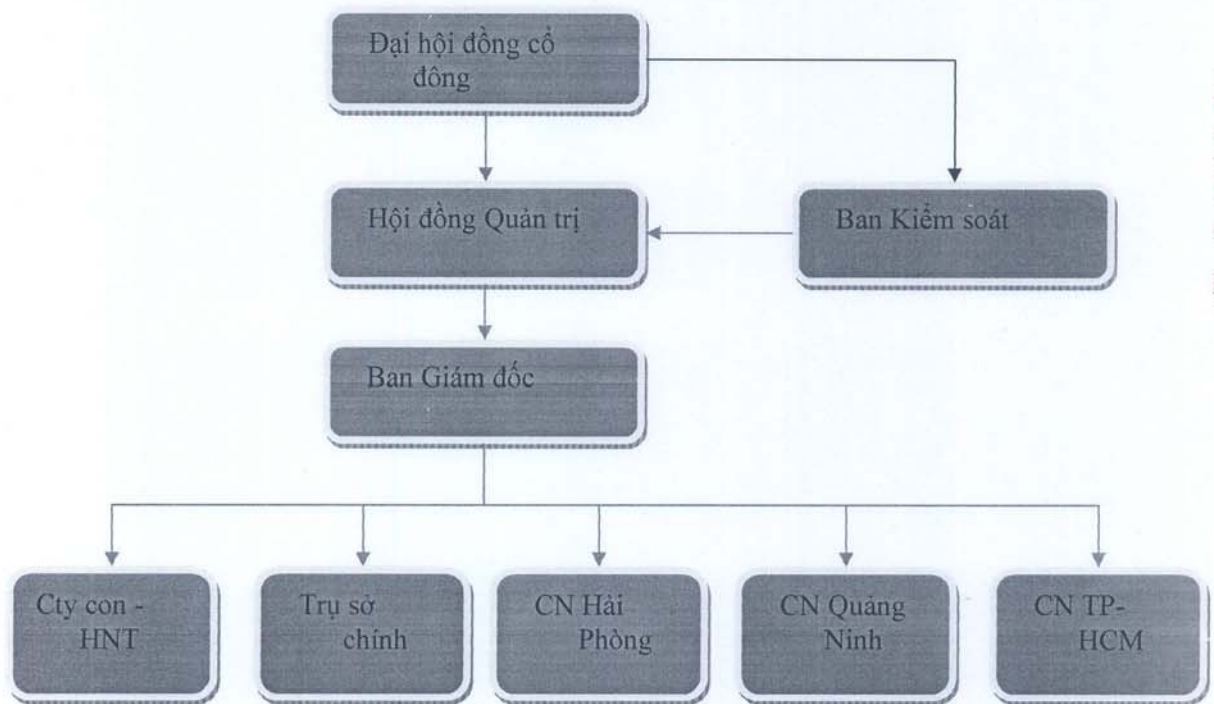 Đại hội đồng cổ
đông
Hội đồng Quản trị
Ban Kiểm soát
Ban Giám đốc
Cty con -
HNT
Trụ sở
chính
CN Hải
Phòng
CN Quảng
Ninh
CN TP-
HCM